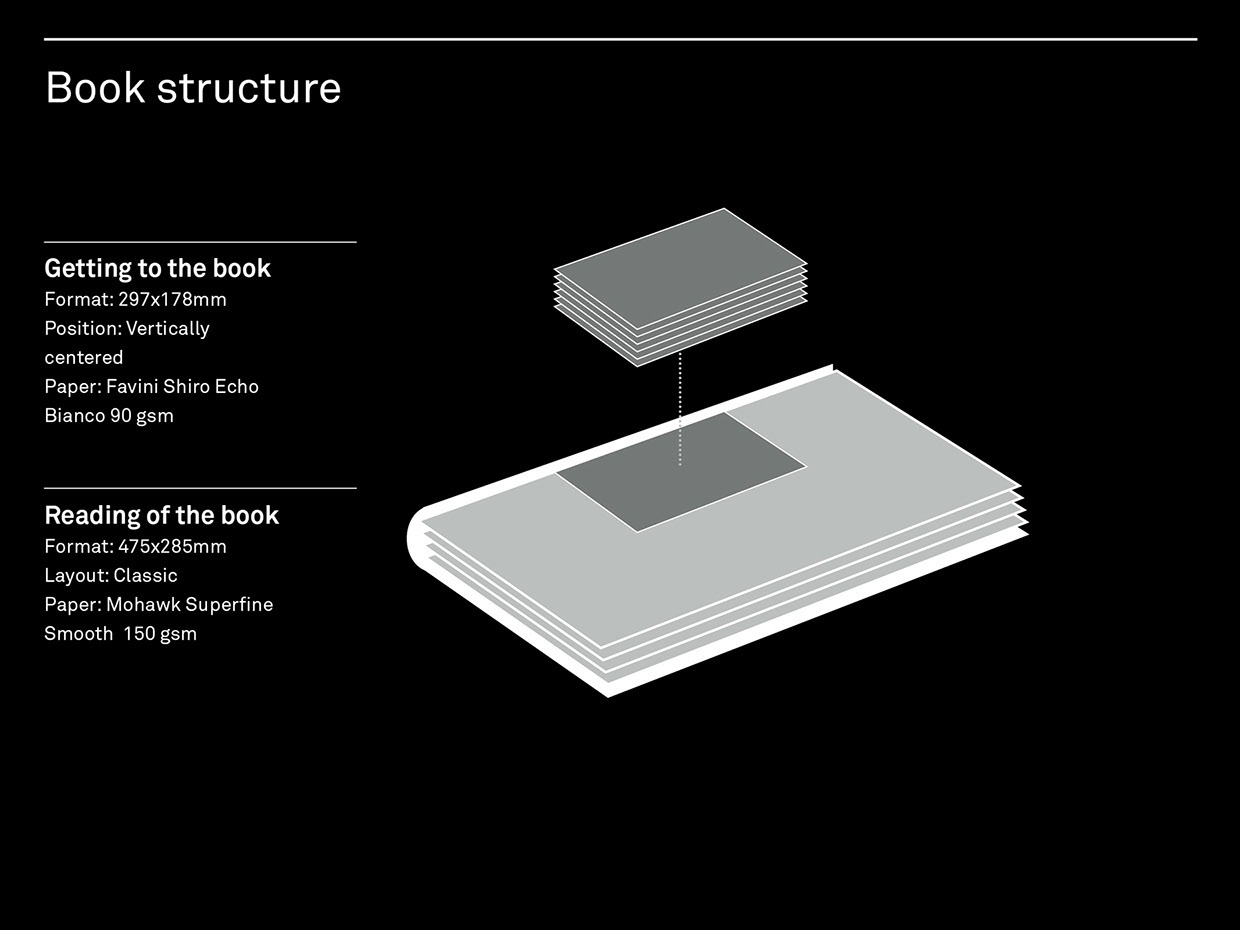 Book structure
Getting to the book
Format: 297x178mm
Position: Vertically
centered
Paper: Favini Shiro Echo
Bianco 90 gsm
Reading of the book
Format: 475x285mm
Layout: Classic
Paper: Mohawk Superfine
Smooth  150 gsm